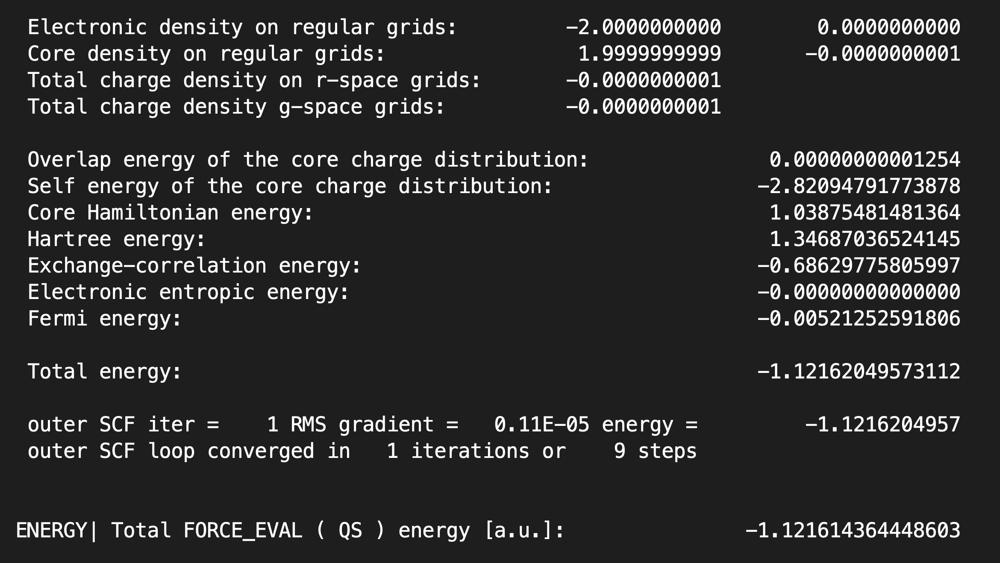 Electronic density on regular grids:         -2.0000000000        0.0000000000
Core density on regular grids:                1.9999999999       -0.0000000001
Total charge density on r-space grids:       -0.0000000001
Total charge density g-space grids:          -0.0000000001
Overlap energy of the core charge distribution:               0.00000000001254
Self energy of the core charge distribution:                 -2.82094791773878
Core Hamiltonian energy:                                      1.03875481481364
Hartree energy:                                               1.34687036524145
Exchange-correlation energy:                                 -0.68629775805997
Electronic entropic energy:                                  -0.00000000000000
Fermi energy:                                                -0.00521252591806
Total energy:                                                -1.12162049573112
outer SCF iter =    1 RMS gradient =   0.11E-05 energy =         -1.1216204957
outer SCF loop converged in   1 iterations or    9 steps
ENERGY| Total FORCE_EVAL ( QS ) energy [a.u.]:               -1.121614364448603